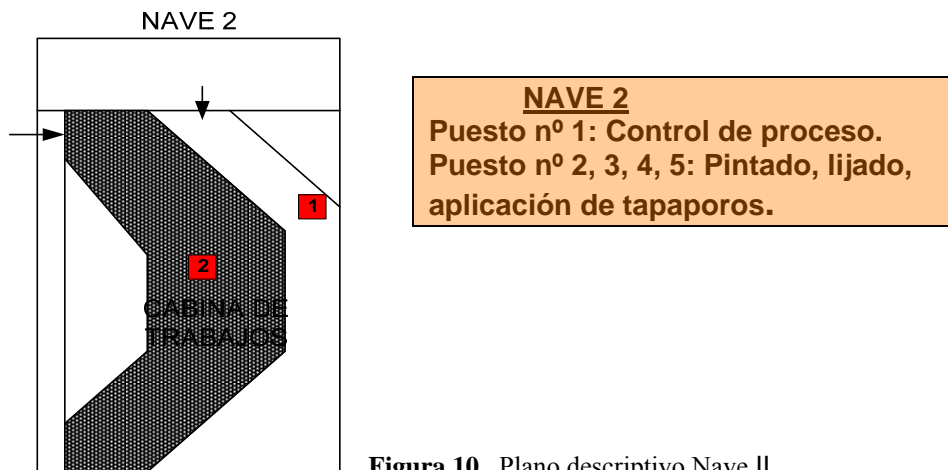 NAVE 2
NAVE 2
Puesto nº 1: Control de proceso.
Puesto nº 2, 3, 4, 5: Pintado, lijado,
aplicación de tapaporos.
1
2
CABINA DE
TRABAJOS
Figura 10. Plano descriptivo Nave II